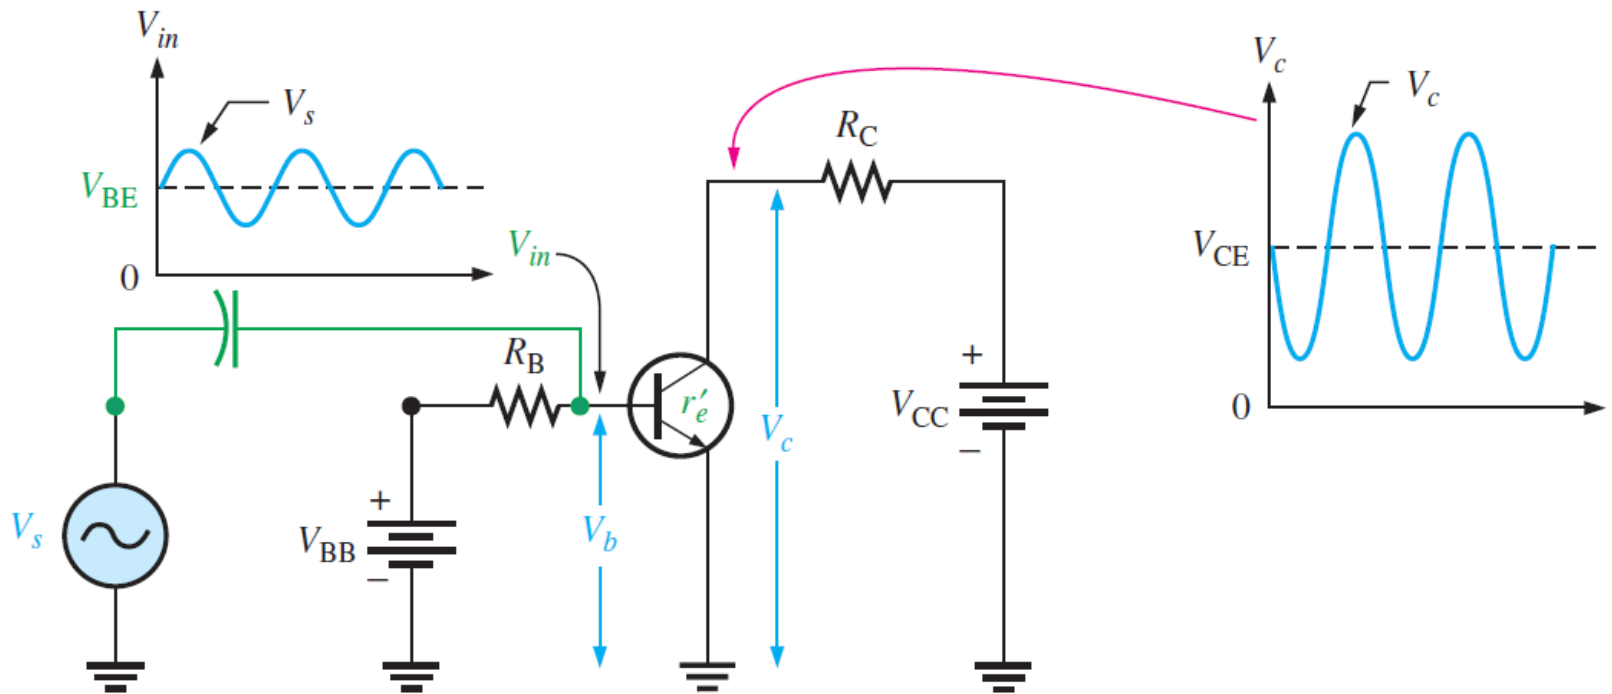 V_in
V_s
V_BE
0
V_in
R_B
r'_e
V_s
+
V_BB
−
V_b
R_C
V_c
+
V_CC
−
V_c
V_c
V_CE
0